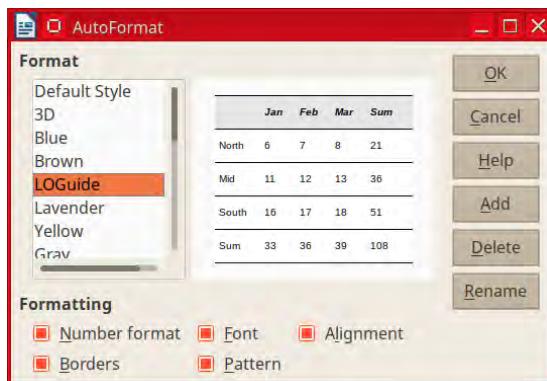 AutoFormat
Format
Default Style
3D
Blue
Brown
LOGuide
Lavender
Yellow
Gray
Jan Feb Mar Sum
North 6 7 8 21
Mid 11 12 13 36
South 16 17 18 51
Sum 33 36 39 108
OK
Cancel
Help
Add
Delete
Rename
Formatting
Number format Font Alignment
Borders Pattern